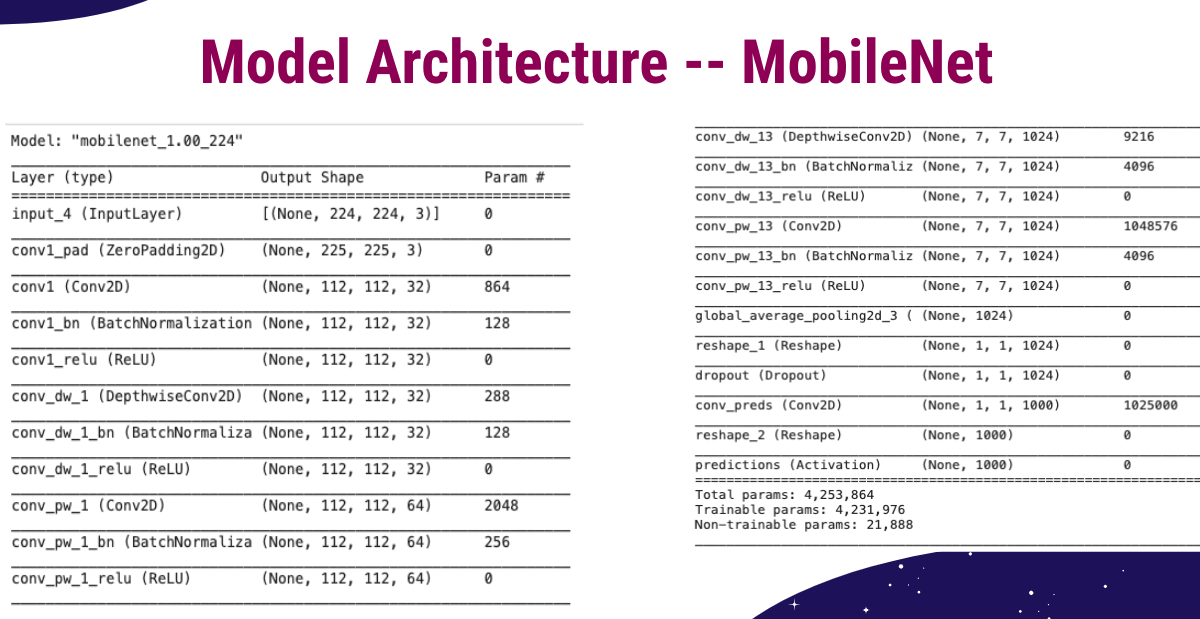 Model Architecture -- MobileNet
Model: "mobilenet_1.00_224"
Layer (type) Output Shape Param #
input_4 (InputLayer) [(None, 224, 224, 3)] 0
conv1_pad (ZeroPadding2D) (None, 225, 225, 3) 0
conv1 (Conv2D) (None, 112, 112, 32) 864
conv1_bn (BatchNormalization (None, 112, 112, 32) 128
conv1_relu (ReLU) (None, 112, 112, 32) 0
conv_dw_1 (DepthwiseConv2D) (None, 112, 112, 32) 288
conv_dw_1_bn (BatchNormaliza (None, 112, 112, 32) 128
conv_dw_1_relu (ReLU) (None, 112, 112, 32) 0
conv_pw_1 (Conv2D) (None, 112, 112, 64) 2048
conv_pw_1_bn (BatchNormaliza (None, 112, 112, 64) 256
conv_pw_1_relu (ReLU) (None, 112, 112, 64) 0
conv_dw_13 (DepthwiseConv2D) (None, 7, 7, 1024) 9216
conv_dw_13_bn (BatchNormaliz (None, 7, 7, 1024) 4096
conv_dw_13_relu (ReLU) (None, 7, 7, 1024) 0
conv_pw_13 (Conv2D) (None, 7, 7, 1024) 1048576
conv_pw_13_bn (BatchNormaliz (None, 7, 7, 1024) 4096
conv_pw_13_relu (ReLU) (None, 7, 7, 1024) 0
global_average_pooling2d_3 ( (None, 1024) 0
reshape_1 (Reshape) (None, 1, 1, 1024) 0
dropout (Dropout) (None, 1, 1, 1024) 0
conv_preds (Conv2D) (None, 1, 1, 1000) 1025000
reshape_2 (Reshape) (None, 1000) 0
predictions (Activation) (None, 1000) 0
Total params: 4,253,864
Trainable params: 4,231,976
Non-trainable params: 21,888